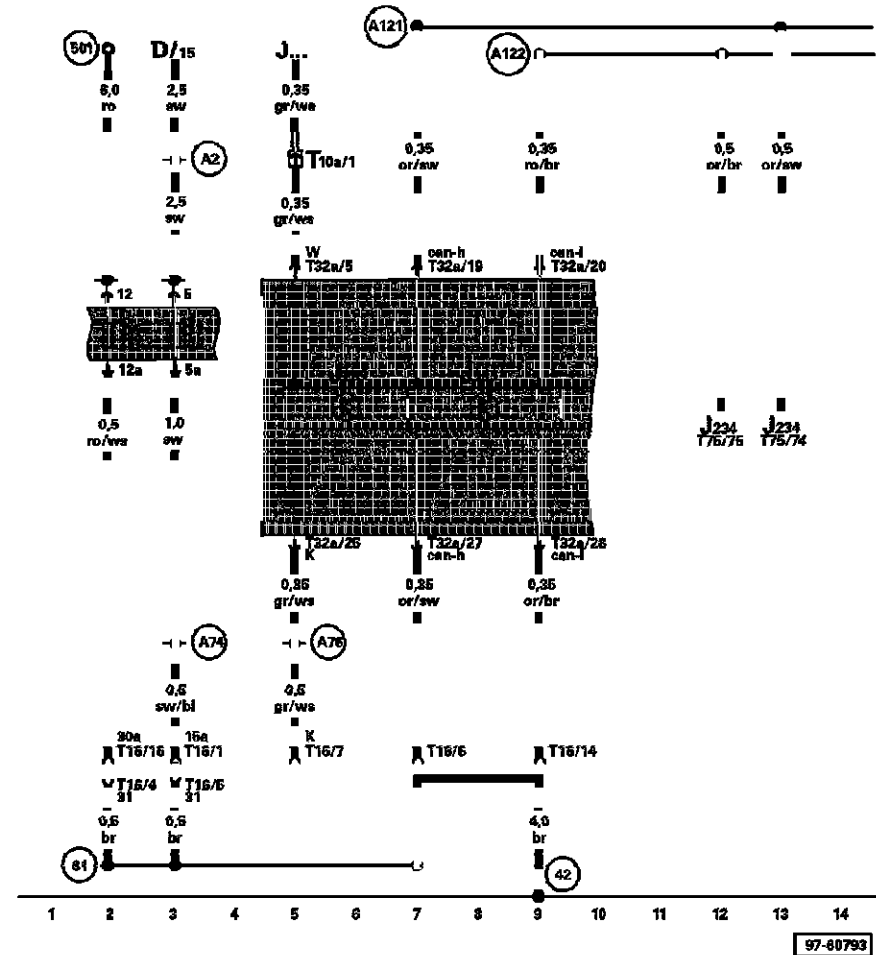 A121
501 D/15 J... A122
6,0 2,5 0,35
ro sw gr/ws
0,35 0,35 0,5 0,5
or/sw ro/br or/br or/sw
A2 T10a/1
2,5 0,35
sw gr/ws
W can-h can-l
T32a/5 T32a/19 T32a/20
12
12a 5a
0,5 1,0
ro/ws sw
J234 J234
T75/75 T75/74
T32a/26 T32a/27 T32a/28
K can-h can-l
0,35 0,35 0,35
gr/ws or/sw or/br
A74 A76
0,5 0,5
sw/bl gr/ws
30a 15a K
T16/16 T16/1 T16/7 T16/6 T16/14
T16/4 T16/5
31 31
0,5 0,5 4,0
br br br
81 42
1 2 3 4 5 6 7 8 9 10 11 12 13 14
97-60793